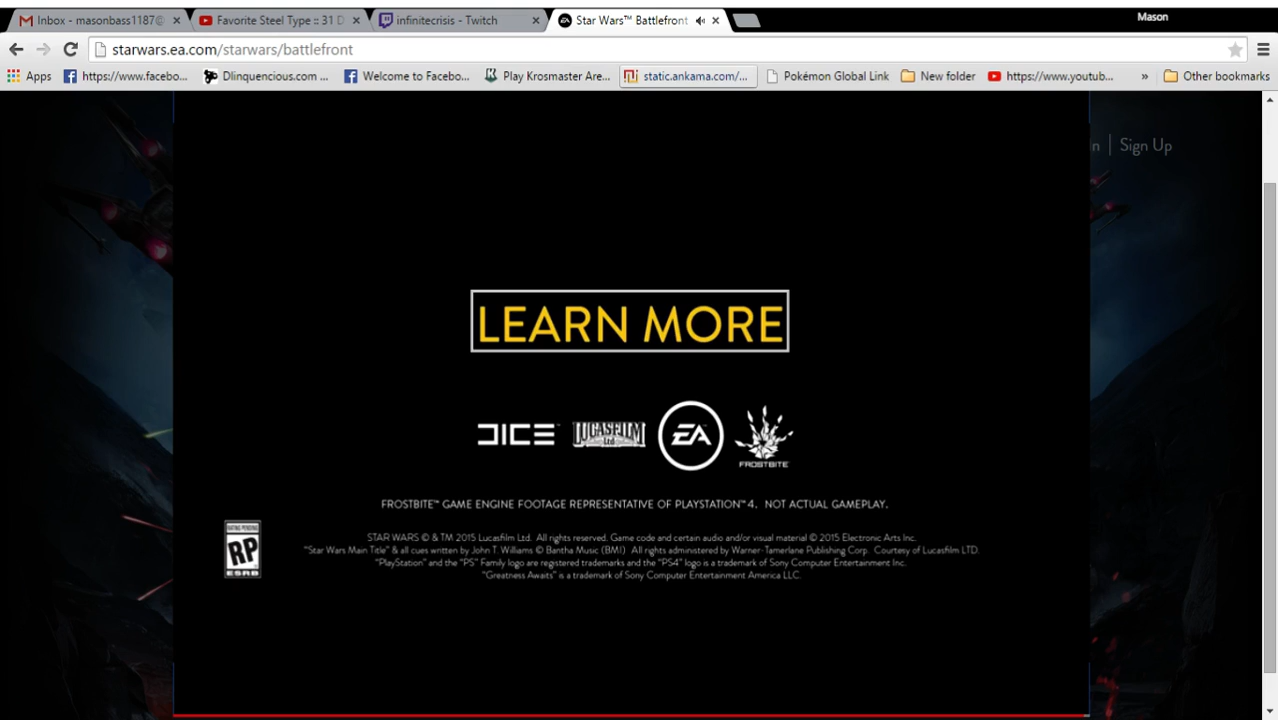 Inbox - masonbass1187@
Favorite Steel Type :: 31 D
infinitecrisis - Twitch
Star Wars™ Battlefront
Mason
starwars.ea.com/starwars/battlefront
Apps
https://www.facebo...
Dlinquencious.com ...
Welcome to Facebo...
Play Krosmaster Are...
static.ankama.com/...
Pokémon Global Link
New folder
https://www.youtub...
»
Other bookmarks
n | Sign Up
LEARN MORE
DICE
LUCASFILM
Ltd
EA
FROSTBITE
FROSTBITE™ GAME ENGINE FOOTAGE REPRESENTATIVE OF PLAYSTATION™4. NOT ACTUAL GAMEPLAY.
RATING PENDING
RP
ESRB
STAR WARS © & TM 2015 Lucasfilm Ltd. All rights reserved. Game code and certain audio and/or visual material © 2015 Electronic Arts Inc.
"Star Wars Main Title" & all cues written by John T. Williams © Bantha Music (BMI) All rights administered by Warner-Tamerlane Publishing Corp. Courtesy of Lucasfilm LTD.
"PlayStation" and the "PS" Family logo are registered trademarks and the "PS4" logo is a trademark of Sony Computer Entertainment Inc.
"Greatness Awaits" is a trademark of Sony Computer Entertainment America LLC.